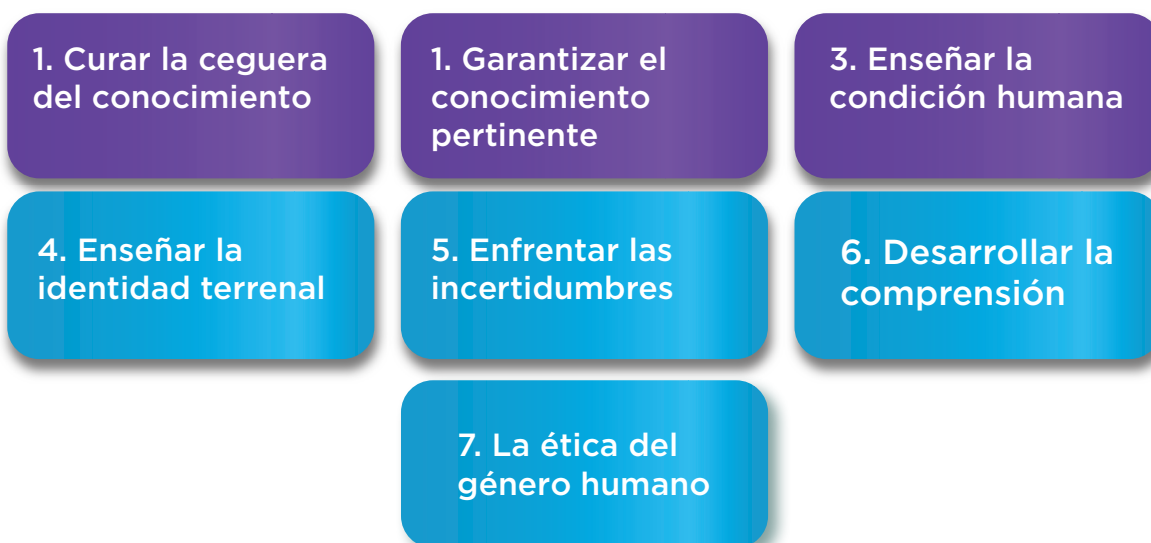 1. Curar la ceguera
del conocimiento
1. Garantizar el
conocimiento
pertinente
3. Enseñar la
condición humana
4. Enseñar la
identidad terrenal
5. Enfrentar las
incertidumbres
6. Desarrollar la
comprensión
7. La ética del
género humano